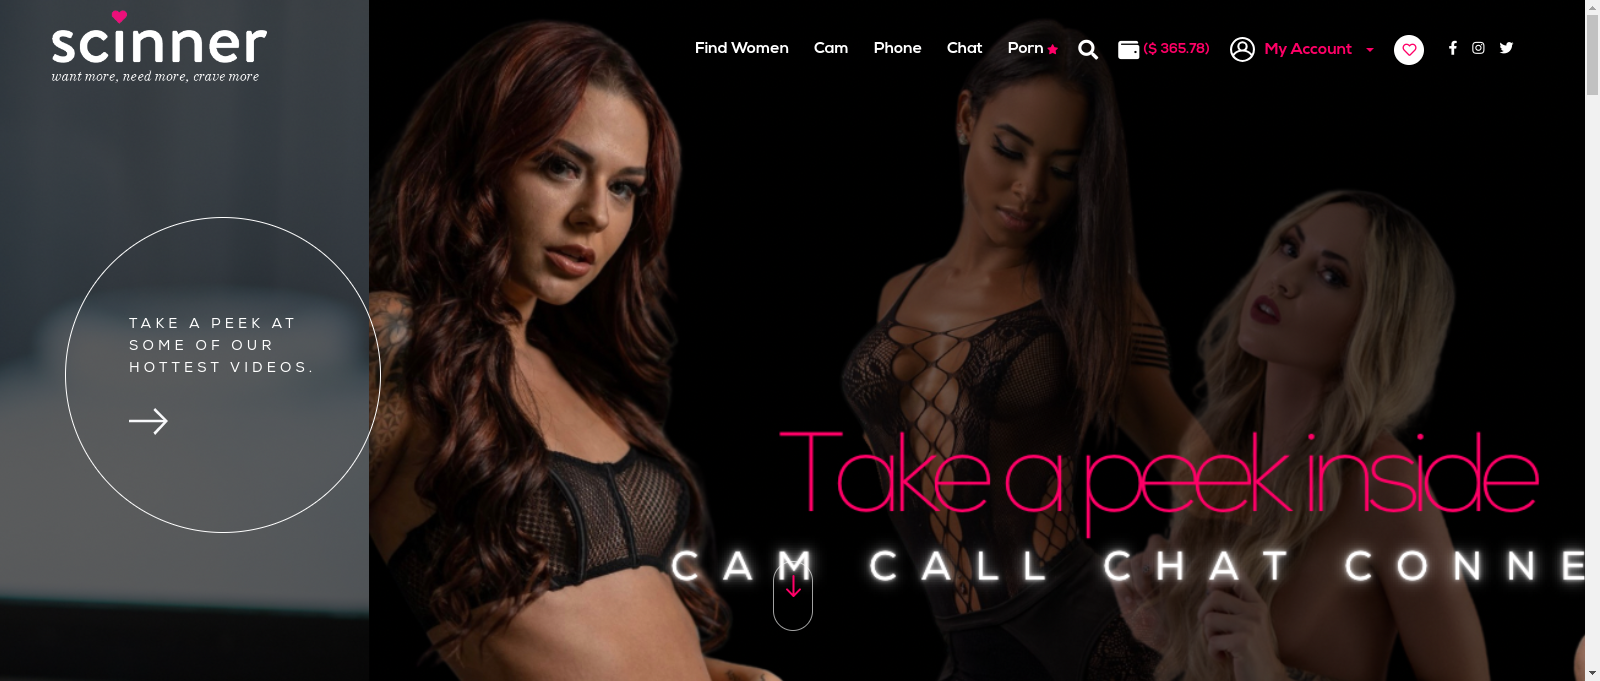 scinner
want more, need more, crave more
Find Women Cam Phone Chat Porn ($ 365.78) My Account
TAKE A PEEK AT
SOME OF OUR
HOTTEST VIDEOS.
Take a peek inside
CAM CALL CHAT CONNE